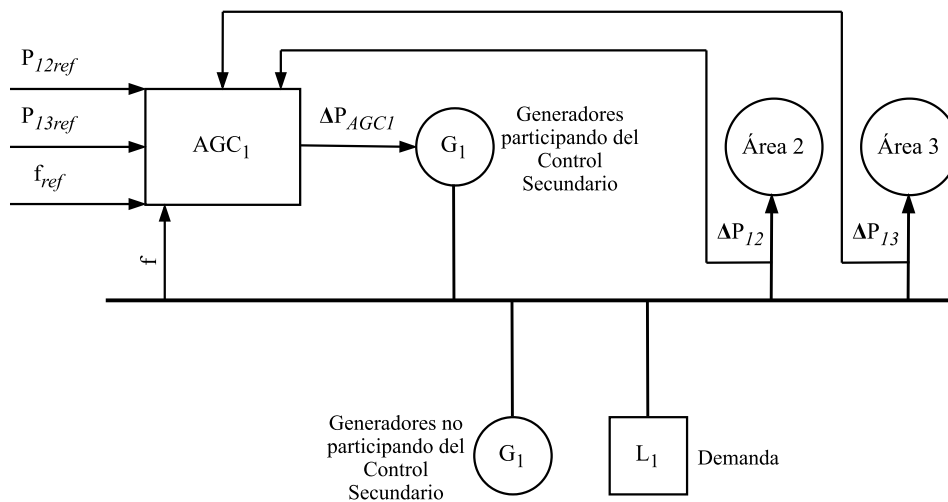 P12ref
P13ref
fref
f
AGC1
ΔPAGC1
G1
Generadores
participando del
Control
Secundario
Área 2
Área 3
ΔP12
ΔP13
Generadores no
participando del
Control
Secundario
G1
L1
Demanda